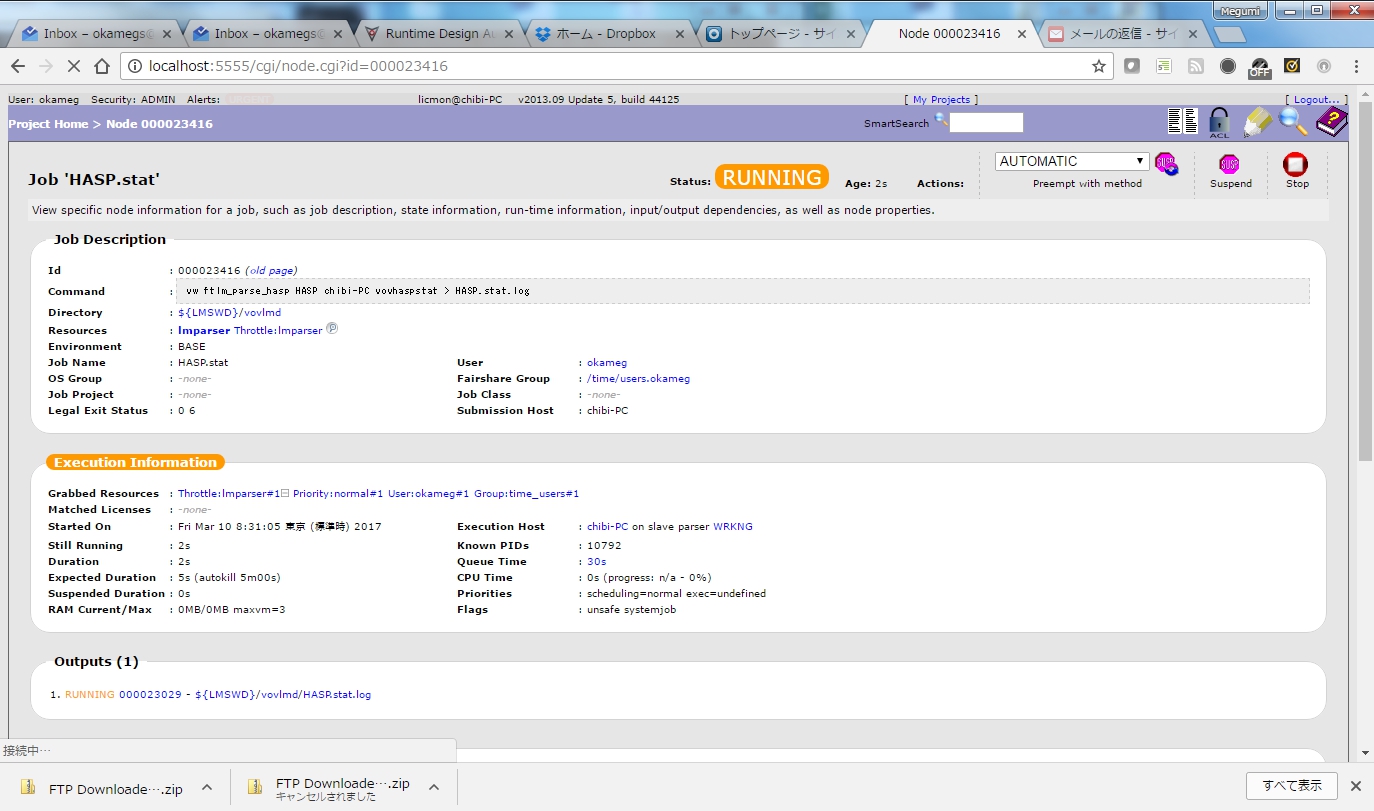 Megumi
Inbox – okamegs@
Inbox – okamegs@
Runtime Design Au
ホーム - Dropbox
トップページ - サイ
Node 000023416
メールの返信 - サイ
localhost:5555/cgi/node.cgi?id=000023416
OFF
User: okameg Security: ADMIN Alerts:
licmon@chibi-PC v2013.09 Update 5, build 44125
[ My Projects ]
[ Logout... ]
Project Home > Node 000023416
SmartSearch
ACL
Job 'HASP.stat'
Status: RUNNING Age: 2s Actions:
AUTOMATIC
Preempt with method
SUSP
SUSP
Suspend
Stop
View specific node information for a job, such as job description, state information, run-time information, input/output dependencies, as well as node properties.
Job Description
Id : 000023416 (old page)
Command : vw ftlm_parse_hasp HASP chibi-PC vovhaspstat > HASP.stat.log
Directory : ${LMSWD}/vovlmd
Resources : lmparser Throttle:lmparser P
Environment : BASE
Job Name : HASP.stat User : okameg
OS Group : -none- Fairshare Group : /time/users.okameg
Job Project : -none- Job Class : -none-
Legal Exit Status : 0 6 Submission Host : chibi-PC
Execution Information
Grabbed Resources : Throttle:lmparser#1 Priority:normal#1 User:okameg#1 Group:time_users#1
Matched Licenses : -none-
Started On : Fri Mar 10 8:31:05 東京 (標準時) 2017 Execution Host : chibi-PC on slave parser WRKNG
Still Running : 2s Known PIDs : 10792
Duration : 2s Queue Time : 30s
Expected Duration : 5s (autokill 5m00s) CPU Time : 0s (progress: n/a - 0%)
Suspended Duration : 0s Priorities : scheduling=normal exec=undefined
RAM Current/Max : 0MB/0MB maxvm=3 Flags : unsafe systemjob
Outputs (1)
1. RUNNING 000023029 - ${LMSWD}/vovlmd/HASP.stat.log
接続中…
FTP Downloade….zip
FTP Downloade….zip
キャンセルされました
すべて表示